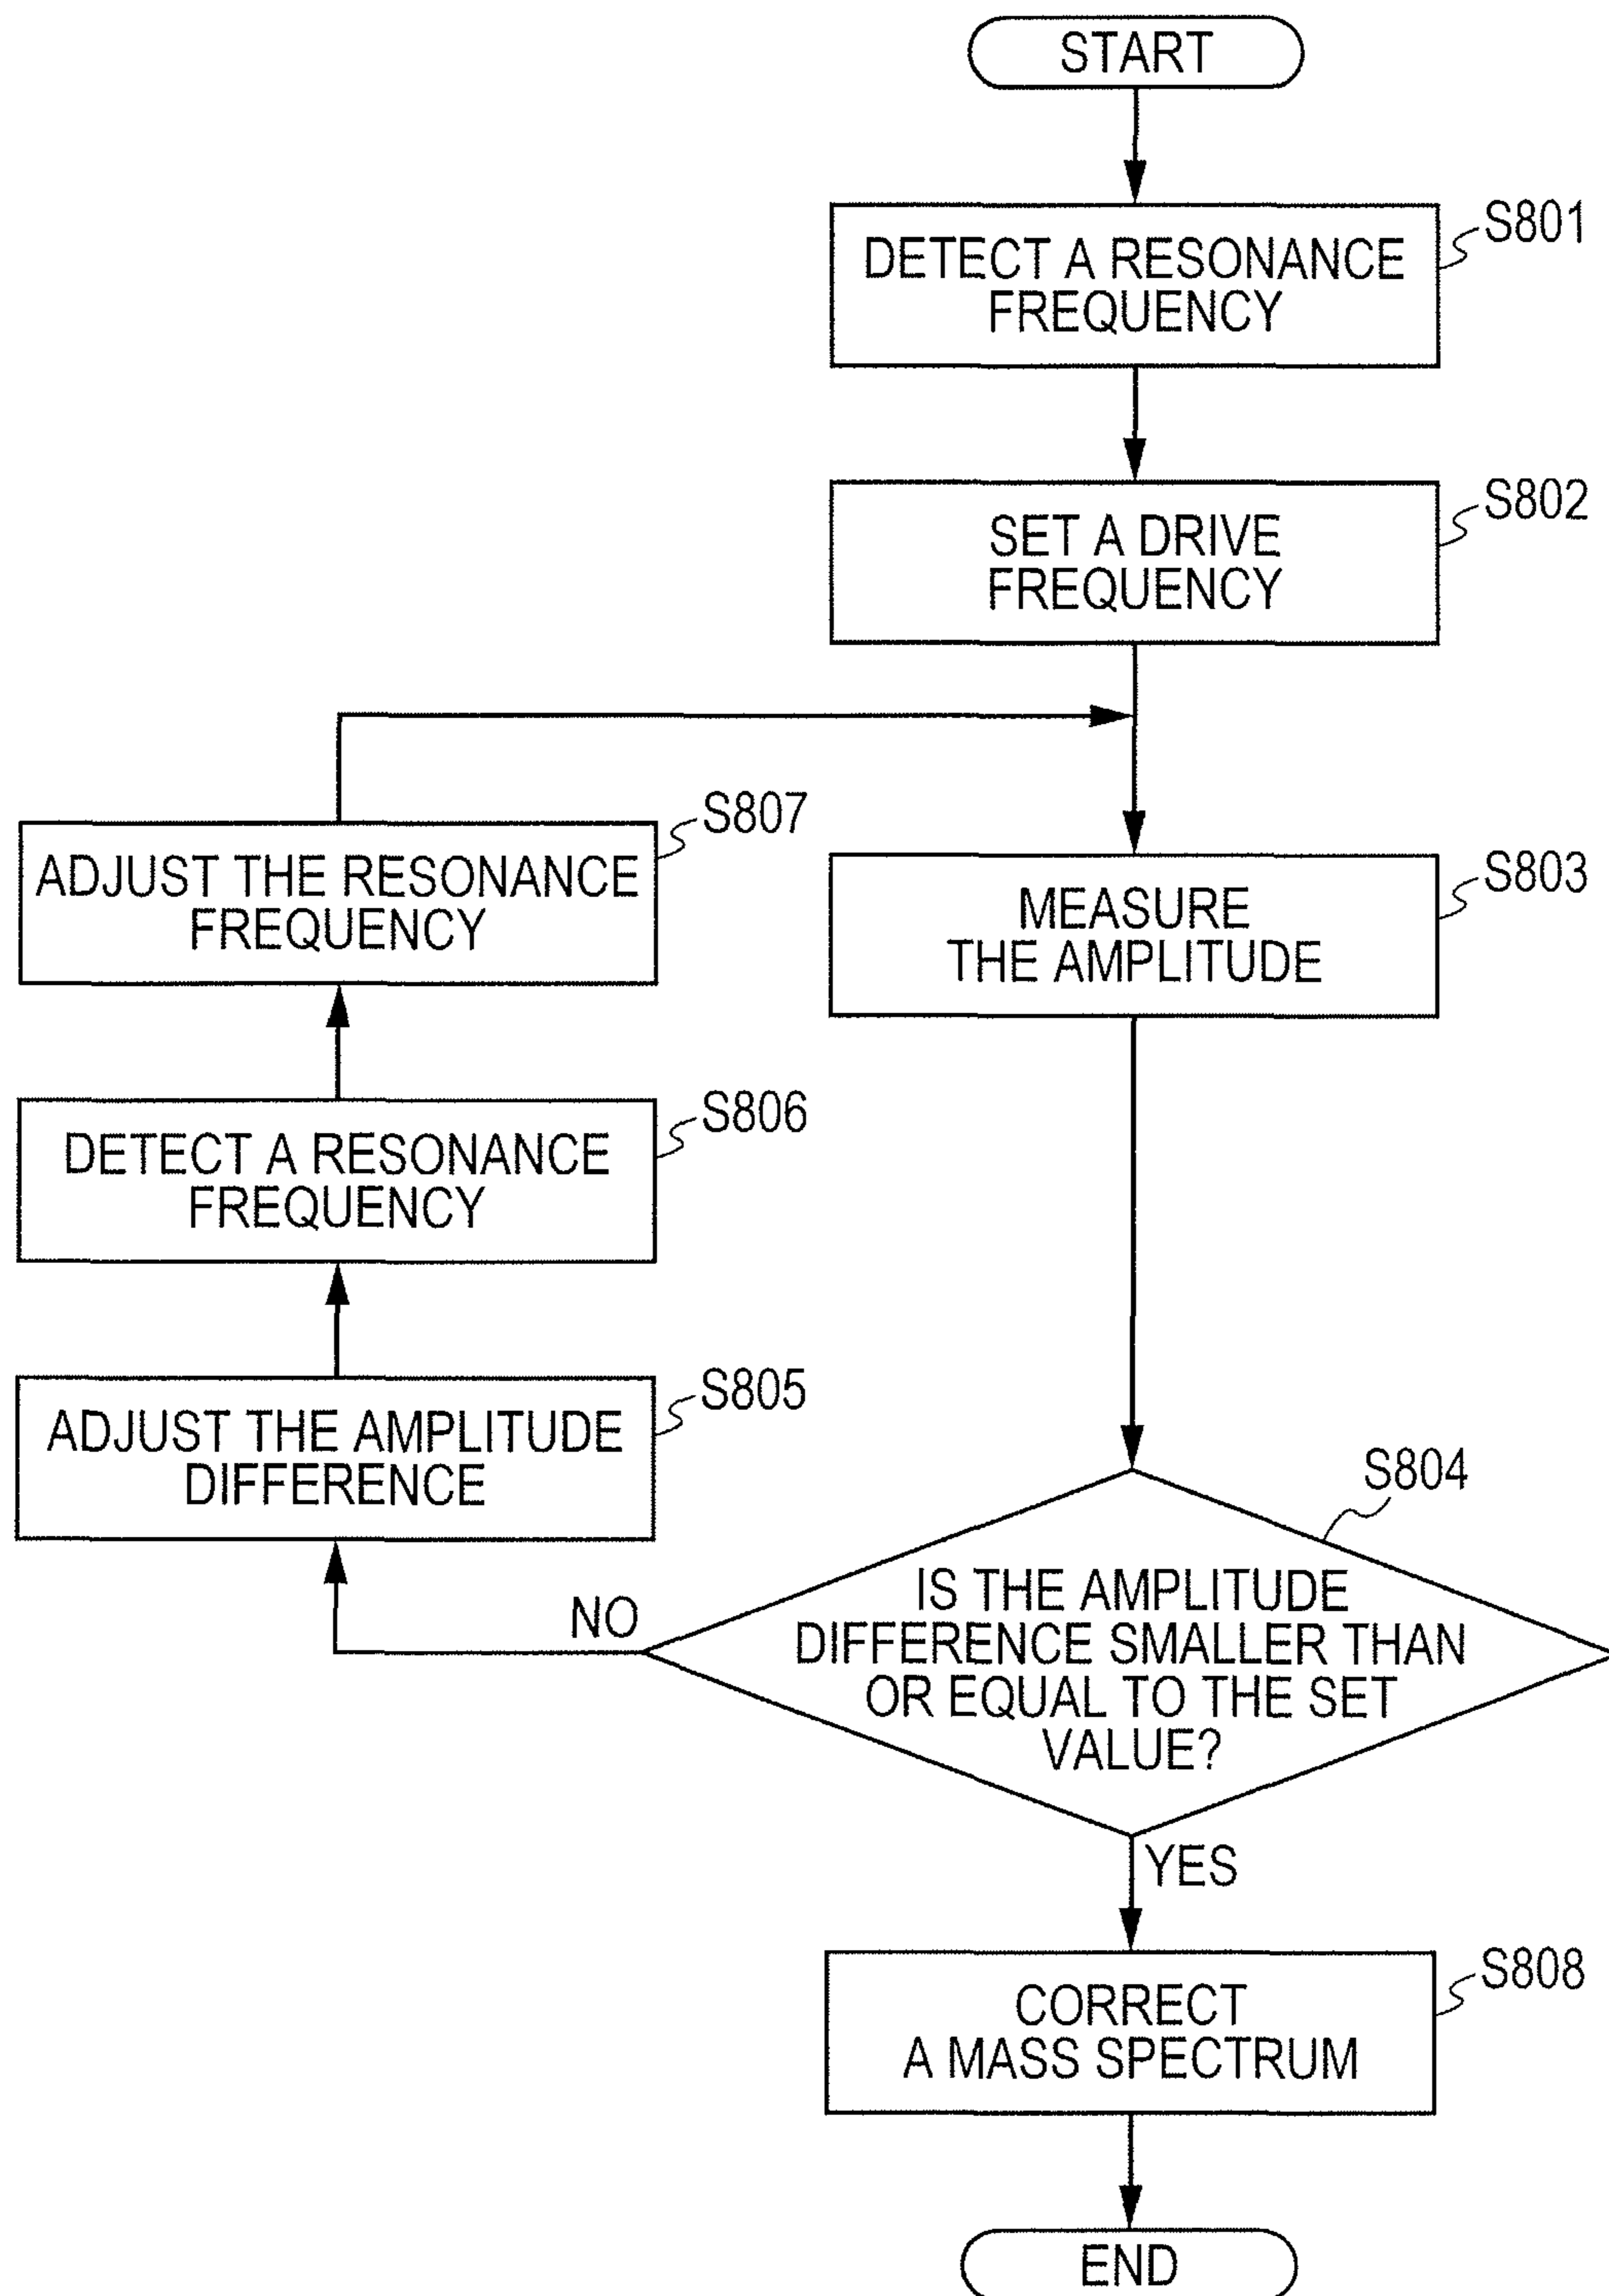 START
DETECT A RESONANCE
FREQUENCY
S801
SET A DRIVE
FREQUENCY
S802
MEASURE
THE AMPLITUDE
S803
IS THE AMPLITUDE
DIFFERENCE SMALLER THAN
OR EQUAL TO THE SET
VALUE?
S804
NO
ADJUST THE AMPLITUDE
DIFFERENCE
S805
DETECT A RESONANCE
FREQUENCY
S806
ADJUST THE RESONANCE
FREQUENCY
S807
YES
CORRECT
A MASS SPECTRUM
S808
END